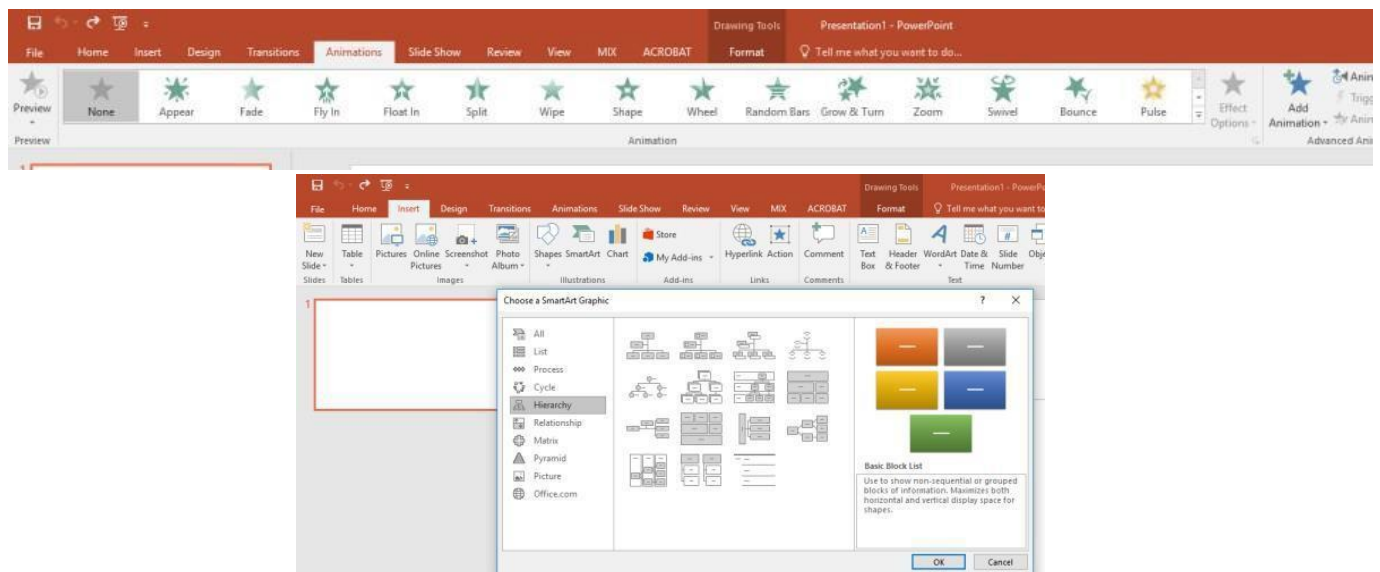 Drawing Tools Presentation1 - PowerPoint
File Home Insert Design Transitions Animations Slide Show Review View MIX ACROBAT Format Tell me what you want to do...
Preview None Appear Fade Fly In Float In Split Wipe Shape Wheel Random Bars Grow & Turn Zoom Swivel Bounce Pulse Effect Options Add Animation Anin Trigg Anin
Preview Animation Advanced Ani
1
Drawing Tools Presentation1 - PowerPo
File Home Insert Design Transitions Animations Slide Show Review View MIX ACROBAT Format Tell me what you want to
New Slide Table Pictures Online Pictures Screenshot Photo Album Shapes SmartArt Chart Store My Add-ins Hyperlink Action Comment Text Box Header & Footer WordArt Date & Time Slide Number Obje
Slides Tables Images Illustrations Add-ins Links Comments Text
1
Choose a SmartArt Graphic ? ×
All
List
Process
Cycle
Hierarchy
Relationship
Matrix
Pyramid
Picture
Office.com
Basic Block List
Use to show non-sequential or grouped
blocks of information. Maximizes both
horizontal and vertical display space for
shapes.
OK Cancel